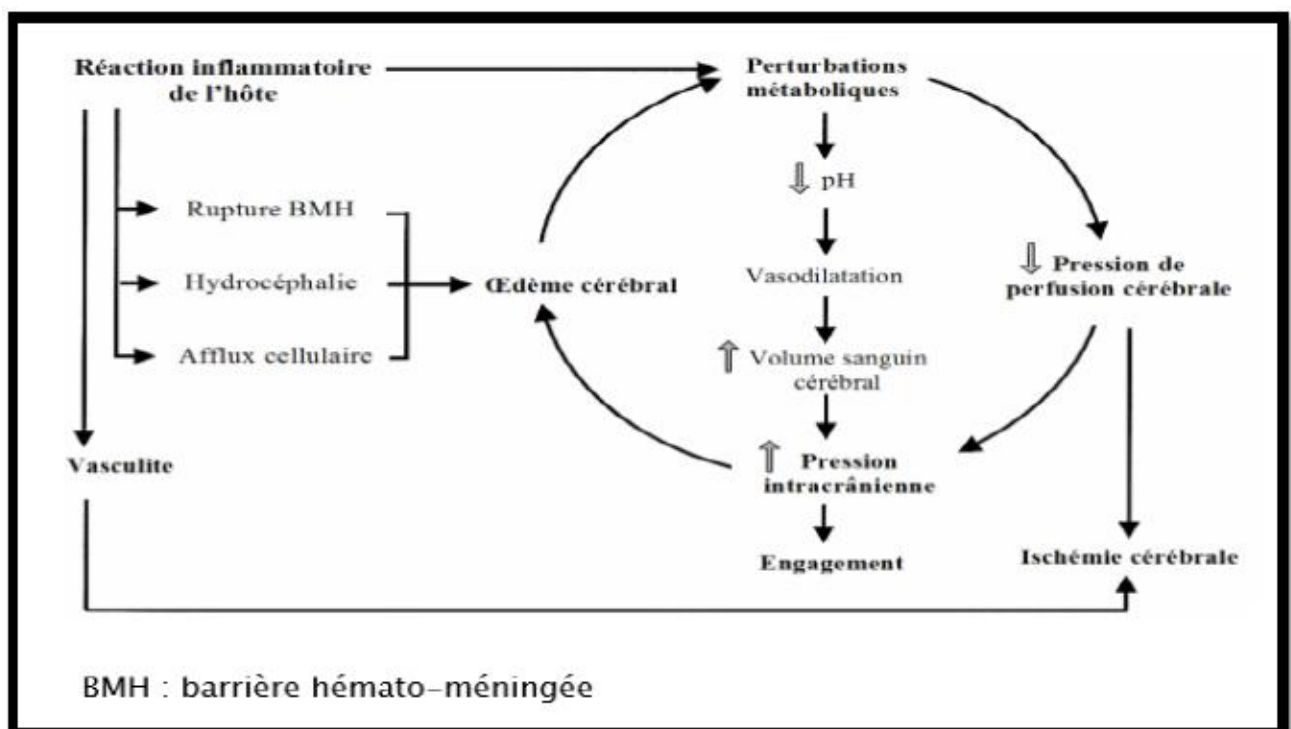 Réaction inflammatoire
de l'hôte
Perturbations
métaboliques
⇩ pH
Rupture BMH
Hydrocéphalie
Afflux cellulaire
Œdème cérébral
Vasodilatation
⇩ Pression de
perfusion cérébrale
⇧ Volume sanguin
cérébral
Vasculite
⇧ Pression
intracrânienne
Engagement
Ischémie cérébrale
BMH : barrière hémato-méningée